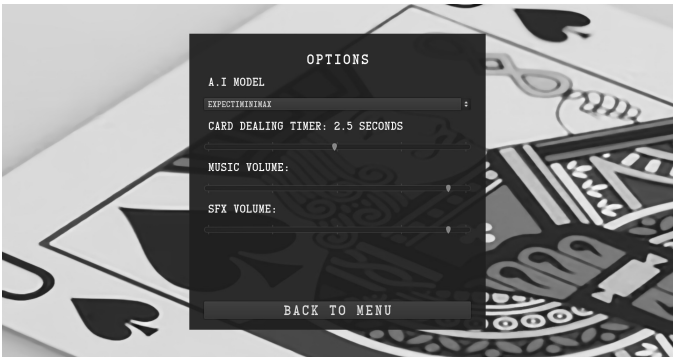 OPTIONS
A.I MODEL
EXPECTIMINIMAX
CARD DEALING TIMER: 2.5 SECONDS
MUSIC VOLUME:
SFX VOLUME:
BACK TO MENU